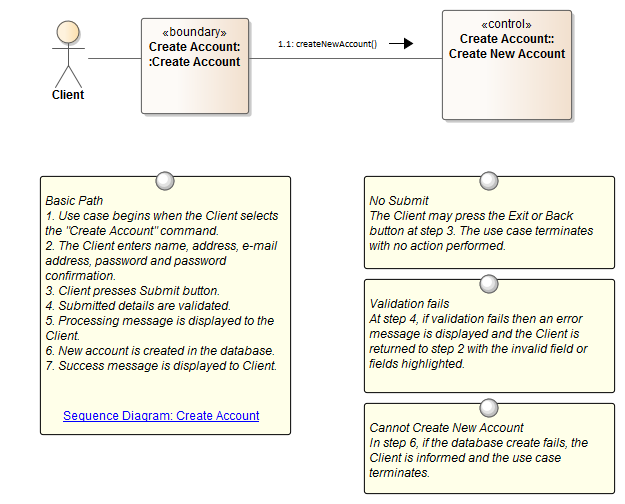 «boundary»
Create Account:
:Create Account
1.1: createNewAccount()
«control»
Create Account::
Create New Account
Client
Basic Path
1. Use case begins when the Client selects
the "Create Account" command.
2. The Client enters name, address, e-mail
address, password and password
confirmation.
3. Client presses Submit button.
4. Submitted details are validated.
5. Processing message is displayed to the
Client.
6. New account is created in the database.
7. Success message is displayed to Client.
Sequence Diagram: Create Account
No Submit
The Client may press the Exit or Back
button at step 3. The use case terminates
with no action performed.
Validation fails
At step 4, if validation fails then an error
message is displayed and the Client is
returned to step 2 with the invalid field or
fields highlighted.
Cannot Create New Account
In step 6, if the database create fails, the
Client is informed and the use case
terminates.